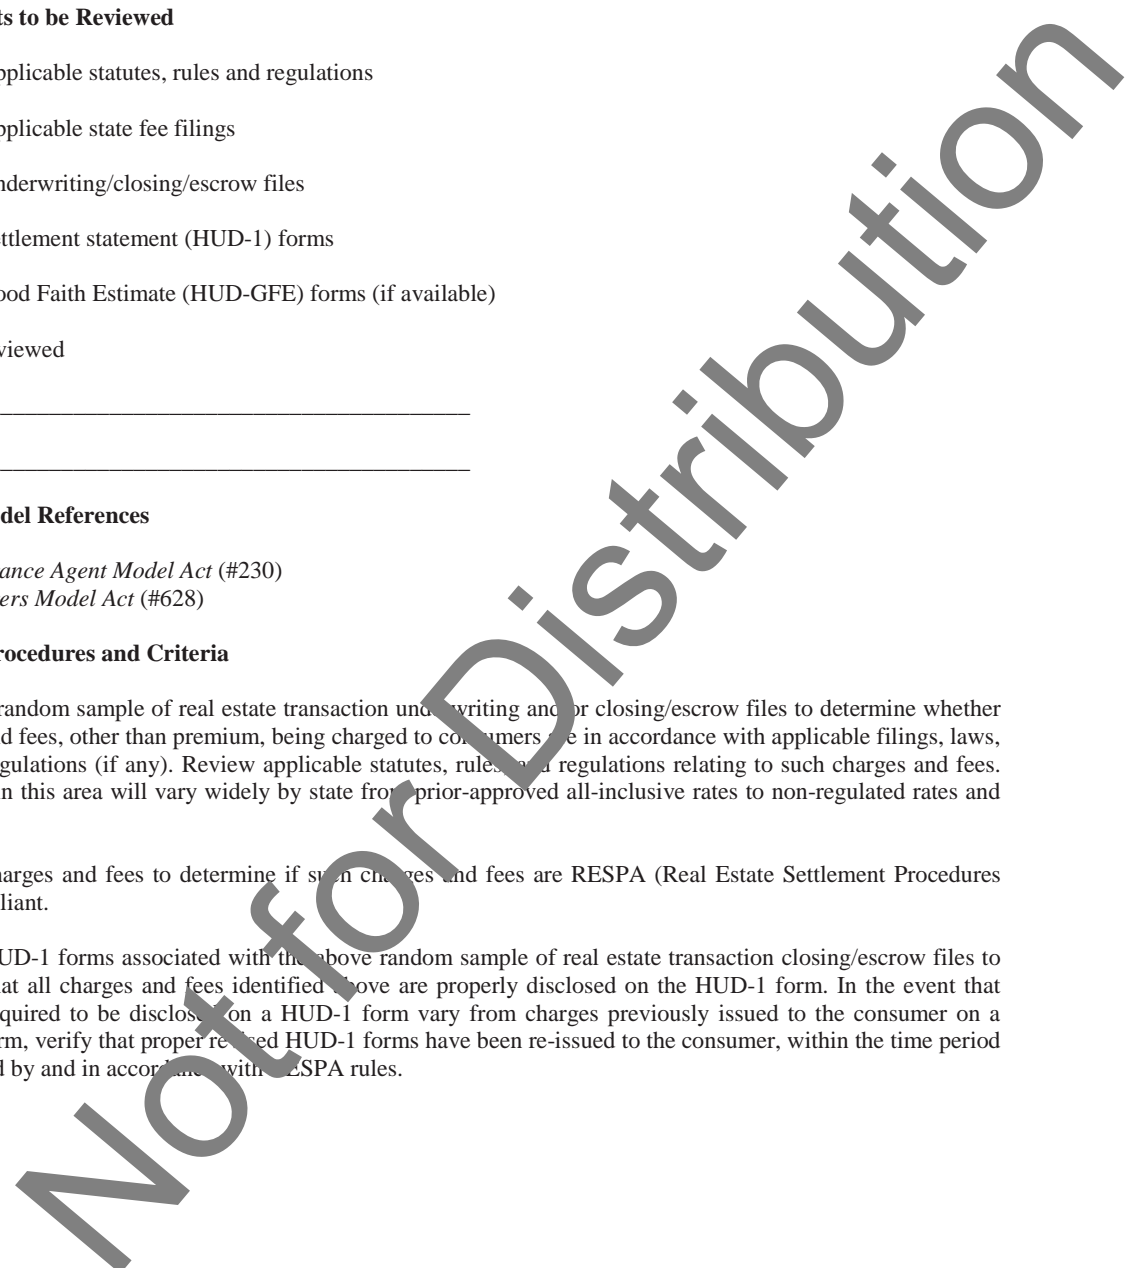 ts to be Reviewed
pplicable statutes, rules and regulations
pplicable state fee filings
nderwriting/closing/escrow files
ettlement statement (HUD-1) forms
ood Faith Estimate (HUD-GFE) forms (if available)
viewed
del References
ance Agent Model Act (#230)
ers Model Act (#628)
rocedures and Criteria
random sample of real estate transaction underwriting and/or closing/escrow files to determine whether
d fees, other than premium, being charged to consumers are in accordance with applicable filings, laws,
gulations (if any). Review applicable statutes, rules, and regulations relating to such charges and fees.
in this area will vary widely by state from prior-approved all-inclusive rates to non-regulated rates and
harges and fees to determine if such charges and fees are RESPA (Real Estate Settlement Procedures
liant.
UD-1 forms associated with the above random sample of real estate transaction closing/escrow files to
at all charges and fees identified above are properly disclosed on the HUD-1 form. In the event that
quired to be disclosed on a HUD-1 form vary from charges previously issued to the consumer on a
rm, verify that proper revised HUD-1 forms have been re-issued to the consumer, within the time period
d by and in accordance with RESPA rules.
Not for Distribution